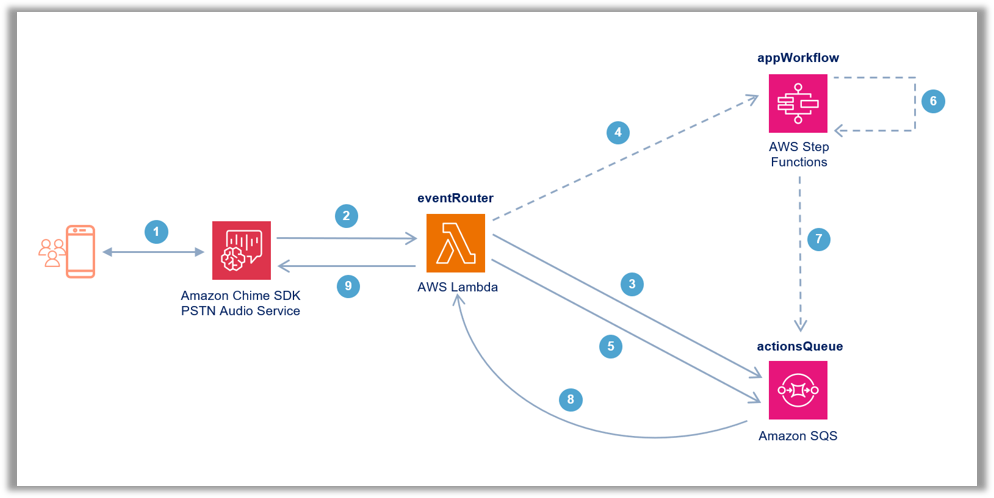 appWorkflow
6
4
AWS Step
Functions
eventRouter
2
1
7
9
3
AWS Lambda
Amazon Chime SDK
PSTN Audio Service
5
actionsQueue
8
Amazon SQS